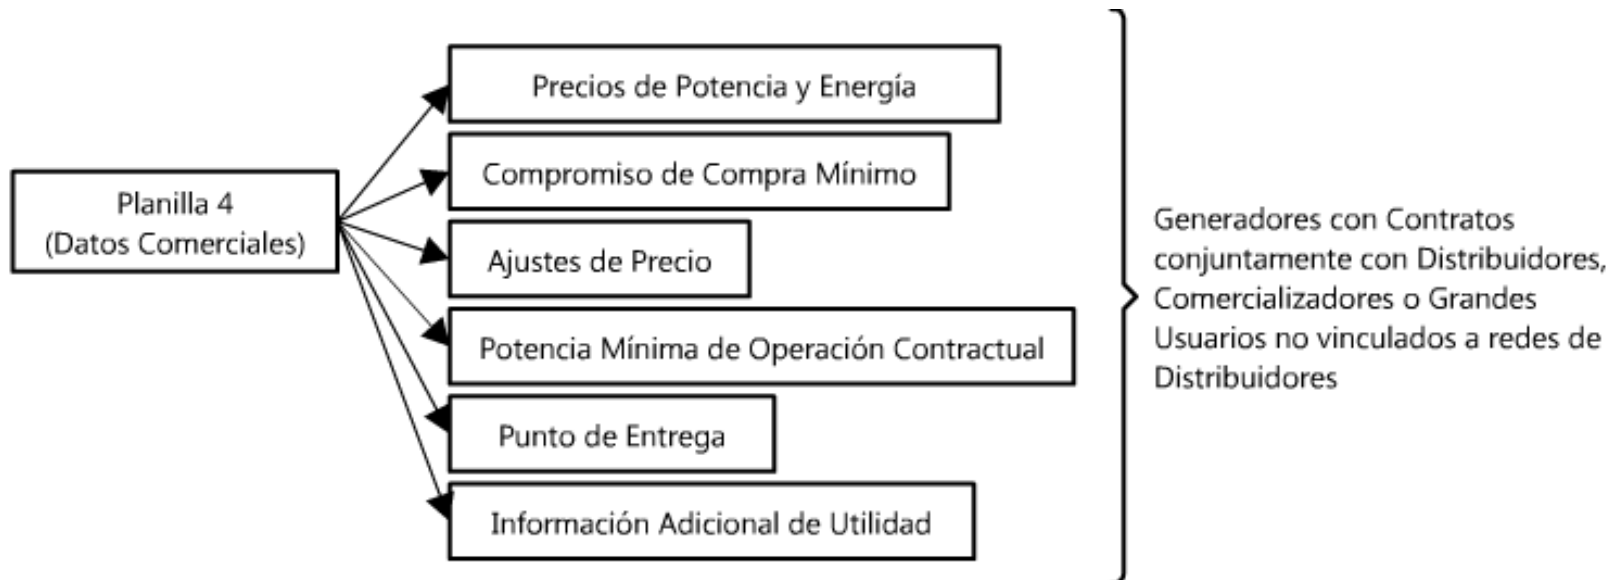 Planilla 4
(Datos Comerciales)
Precios de Potencia y Energía
Compromiso de Compra Mínimo
Ajustes de Precio
Potencia Mínima de Operación Contractual
Punto de Entrega
Información Adicional de Utilidad
Generadores con Contratos
conjuntamente con Distribuidores,
Comercializadores o Grandes
Usuarios no vinculados a redes de
Distribuidores